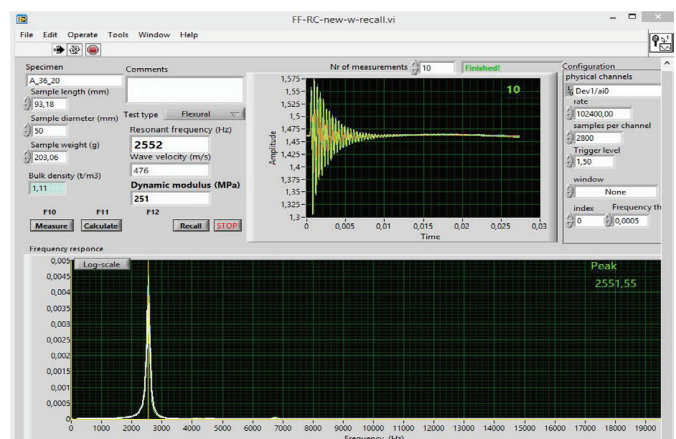 FF-RC-new-w-recall.vi
File Edit Operate Tools Window Help
Specimen
A_36_20
Sample length (mm)
93,18
Sample diameter (mm)
50
Sample weight (g)
203,06
Bulk density (t/m3)
1,11
Comments
Test type Flexural
Resonant frequency (Hz)
2552
Wave velocity (m/s)
476
Dynamic modulus (MPa)
251
F10 F11 F12
Measure Calculate Recall STOP
Nr of measurements 10 Finished!
10
Amplitude
1,575
1,55
1,525
1,5
1,475
1,45
1,425
1,4
1,375
1,35
1,325
1,3
0 0,005 0,01 0,015 0,02 0,025 0,03
Time
Configuration
physical channels
Dev1/ai0
rate
102400,00
samples per channel
2800
Trigger level
1,50
window
None
index Frequency th
0 0,0005
Frequency responce
Log-scale
Peak
2551,55
0,005
0,0045
0,004
0,0035
0,003
0,0025
0,002
0,0015
0,001
0,0005
0
0 1000 2000 3000 4000 5000 6000 7000 8000 9000 10000 11000 12000 13000 14000 15000 16000 17000 18000 19000
Frequency (Hz)